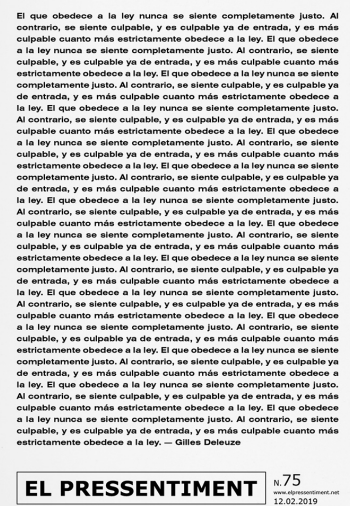 El que obedece a la ley nunca se siente completamente justo. Al
contrario, se siente culpable, y es culpable ya de entrada, y es más
culpable cuanto más estrictamente obedece a la ley. El que obedece
a la ley nunca se siente completamente justo. Al contrario, se siente
culpable, y es culpable ya de entrada, y es más culpable cuanto más
estrictamente obedece a la ley. El que obedece a la ley nunca se siente
completamente justo. Al contrario, se siente culpable, y es culpable ya
de entrada, y es más culpable cuanto más estrictamente obedece a
la ley. El que obedece a la ley nunca se siente completamente justo.
Al contrario, se siente culpable, y es culpable ya de entrada, y es más
culpable cuanto más estrictamente obedece a la ley. El que obedece
a la ley nunca se siente completamente justo. Al contrario, se siente
culpable, y es culpable ya de entrada, y es más culpable cuanto más
estrictamente obedece a la ley. El que obedece a la ley nunca se siente
completamente justo. Al contrario, se siente culpable, y es culpable ya
de entrada, y es más culpable cuanto más estrictamente obedece a
la ley. El que obedece a la ley nunca se siente completamente justo.
Al contrario, se siente culpable, y es culpable ya de entrada, y es más
culpable cuanto más estrictamente obedece a la ley. El que obedece
a la ley nunca se siente completamente justo. Al contrario, se siente
culpable, y es culpable ya de entrada, y es más culpable cuanto más
estrictamente obedece a la ley. El que obedece a la ley nunca se siente
completamente justo. Al contrario, se siente culpable, y es culpable ya
de entrada, y es más culpable cuanto más estrictamente obedece a
la ley. El que obedece a la ley nunca se siente completamente justo.
Al contrario, se siente culpable, y es culpable ya de entrada, y es más
culpable cuanto más estrictamente obedece a la ley. El que obedece
a la ley nunca se siente completamente justo. Al contrario, se siente
culpable, y es culpable ya de entrada, y es más culpable cuanto más
estrictamente obedece a la ley. El que obedece a la ley nunca se siente
completamente justo. Al contrario, se siente culpable, y es culpable ya
de entrada, y es más culpable cuanto más estrictamente obedece a
la ley. El que obedece a la ley nunca se siente completamente justo.
Al contrario, se siente culpable, y es culpable ya de entrada, y es más
culpable cuanto más estrictamente obedece a la ley. El que obedece
a la ley nunca se siente completamente justo. Al contrario, se siente
culpable, y es culpable ya de entrada, y es más culpable cuanto más
estrictamente obedece a la ley. — Gilles Deleuze
EL PRESSENTIMENT
N.75
www.elpressentiment.net
12.02.2019